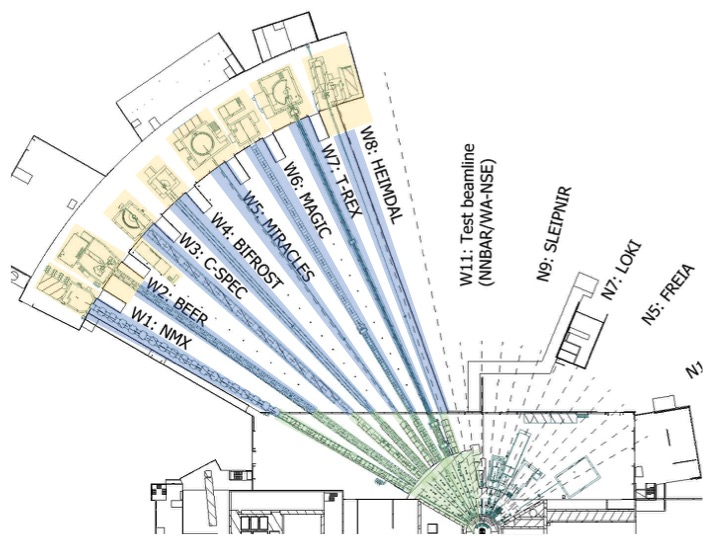 W8: HEIMDAL
W7: T-REX
W6: MAGIC
W5: MIRACLES
W4: BIFROST
W3: C-SPEC
W2: BEER
W1: NMX
W11: Test beamline
(NNBAR/WA-NSE)
N9: SLEIPNIR
N7: LOKI
N5: FREIA